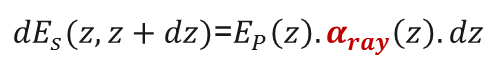 dE_s(z, z + dz)=E_P(z).α_ray(z).dz